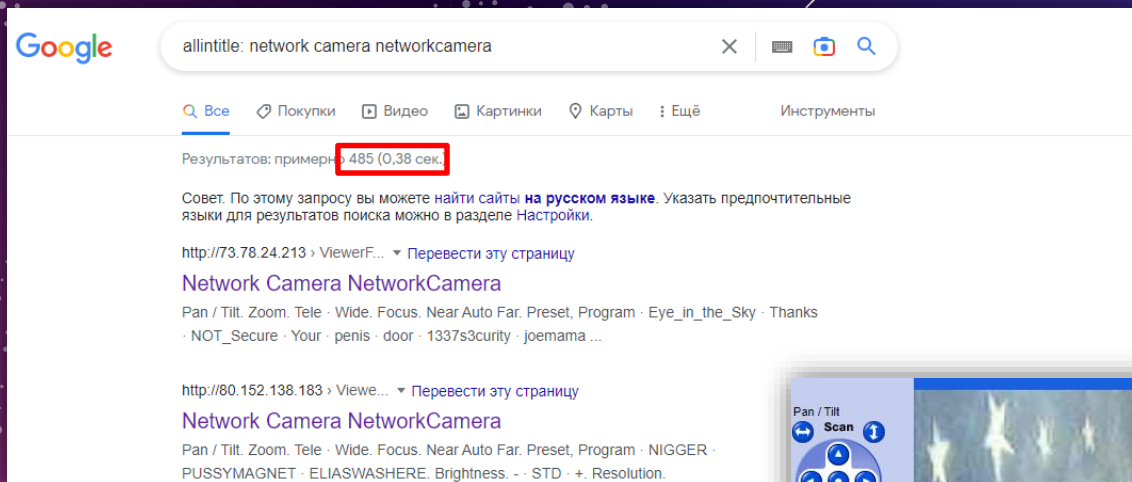 Google
allintitle: network camera networkcamera
Все Покупки Видео Картинки Карты Ещё Инструменты
Результатов: примерно 485 (0,38 сек.)
Совет. По этому запросу вы можете найти сайты на русском языке. Указать предпочтительные
языки для результатов поиска можно в разделе Настройки.
http://73.78.24.213 › ViewerF... Перевести эту страницу
Network Camera NetworkCamera
Pan / Tilt. Zoom. Tele · Wide. Focus. Near Auto Far. Preset, Program · Eye_in_the_Sky · Thanks
· NOT_Secure · Your · penis · door · 1337s3curity · joemama ...
http://80.152.138.183 › Viewe... Перевести эту страницу
Network Camera NetworkCamera
Pan / Tilt. Zoom. Tele · Wide. Focus. Near Auto Far. Preset, Program · NIGGER ·
PUSSYMAGNET · ELIASWASHERE. Brightness. - · STD · +. Resolution.
Pan / Tilt
Scan